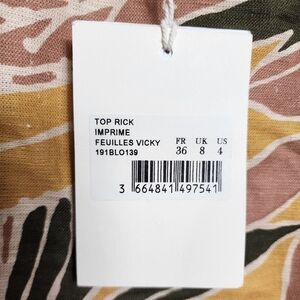 TOP RICK
IMPRIME
FEUILLES VICKY FR UK US
191BLO139 36 8 4
3 664841 497541